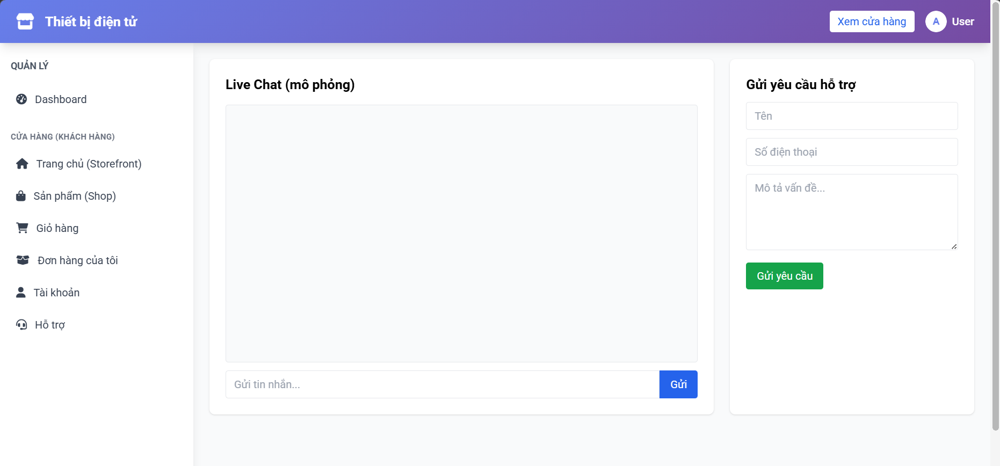 Thiết bị điện tử
Xem cửa hàng
A
User
QUẢN LÝ
Dashboard
CỬA HÀNG (KHÁCH HÀNG)
Trang chủ (Storefront)
Sản phẩm (Shop)
Giỏ hàng
Đơn hàng của tôi
Tài khoản
Hỗ trợ
Live Chat (mô phỏng)
Gửi tin nhắn...
Gửi
Gửi yêu cầu hỗ trợ
Tên
Số điện thoại
Mô tả vấn đề...
Gửi yêu cầu